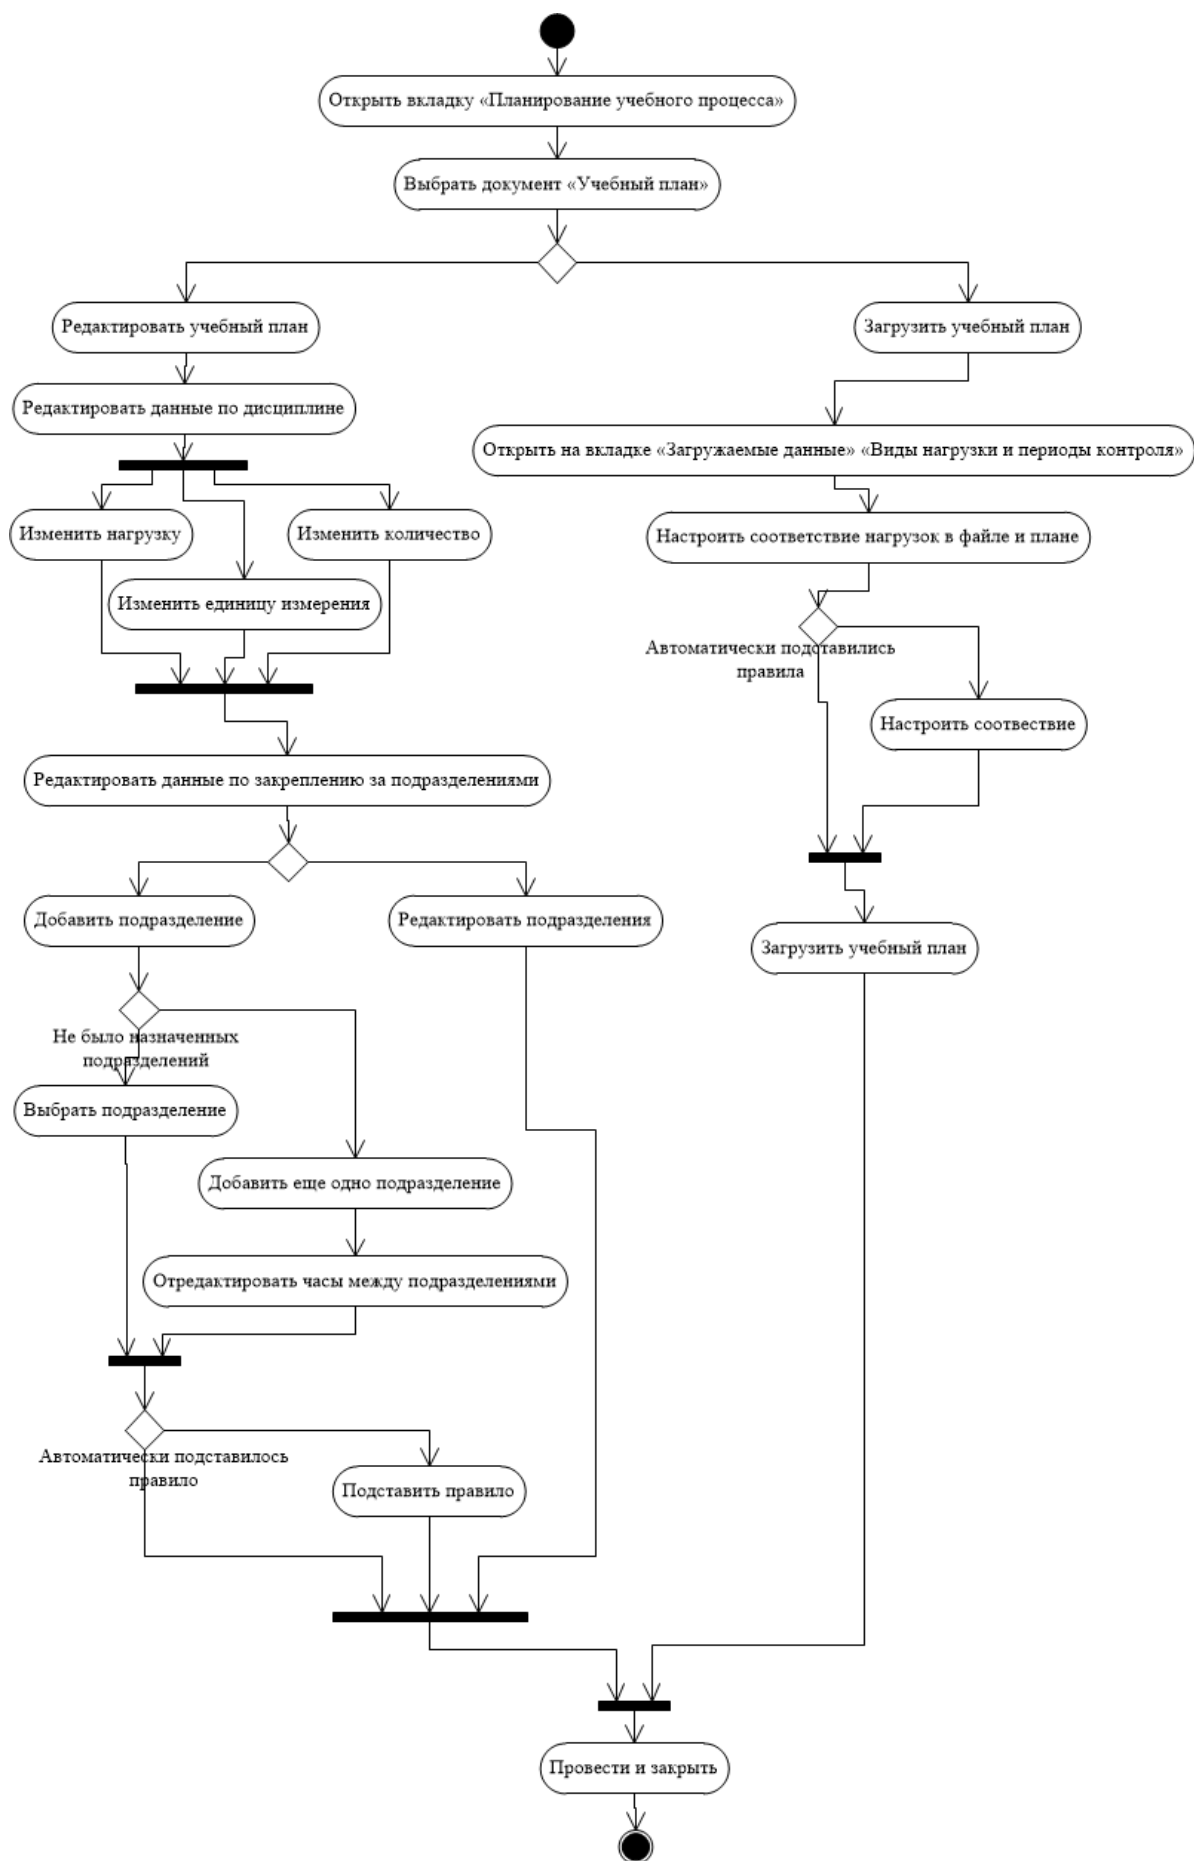 Открыть вкладку «Планирование учебного процесса»
Выбрать документ «Учебный план»
Редактировать учебный план
Загрузить учебный план
Редактировать данные по дисциплине
Открыть на вкладке «Загружаемые данные» «Виды нагрузки и периоды контроля»
Изменить нагрузку
Изменить количество
Настроить соответствие нагрузок в файле и плане
Изменить единицу измерения
Автоматически подставились
правила
Настроить соотвествие
Редактировать данные по закреплению за подразделениями
Добавить подразделение
Редактировать подразделения
Загрузить учебный план
Не было назначенных
подразделений
Выбрать подразделение
Добавить еще одно подразделение
Отредактировать часы между подразделениями
Автоматически подставилось
правило
Подставить правило
Провести и закрыть